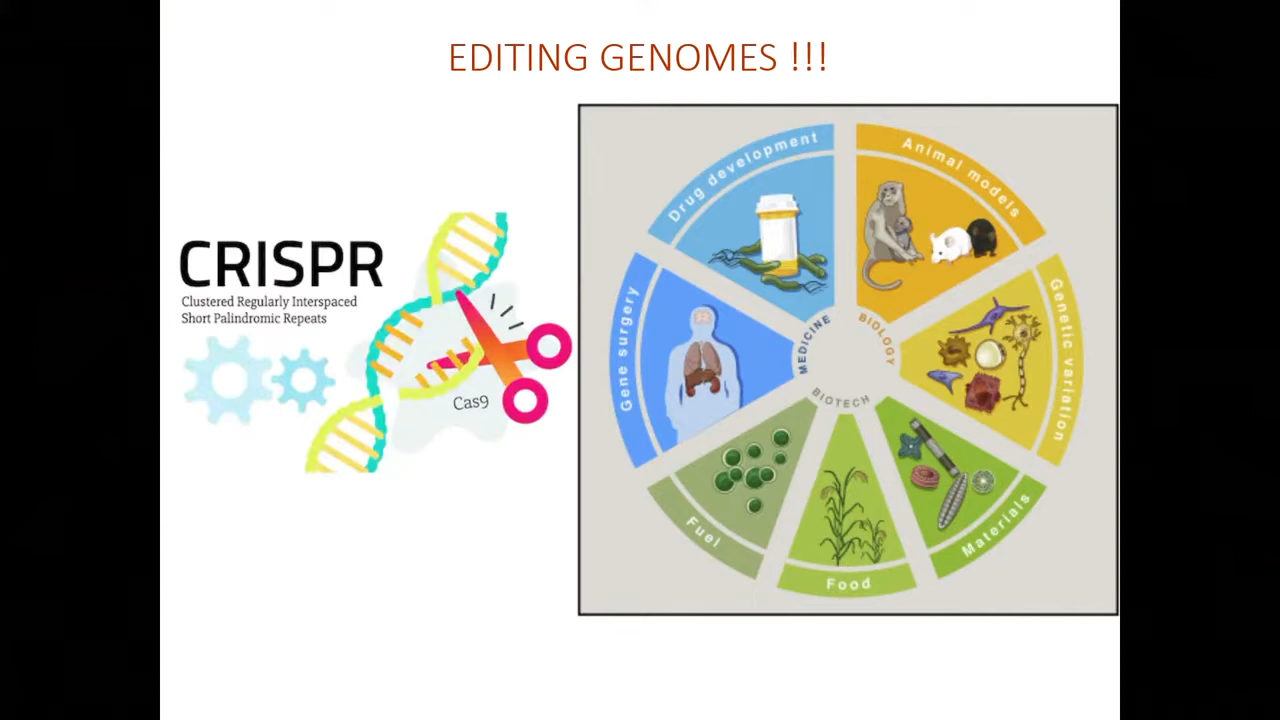 EDITING GENOMES !!!
CRISPR
Clustered Regularly Interspaced
Short Palindromic Repeats
Cas9
Drug development
Animal models
Gene surgery
Genetic variation
MEDICINE
BIOLOGY
BIOTECH
Fuel
Food
Materials